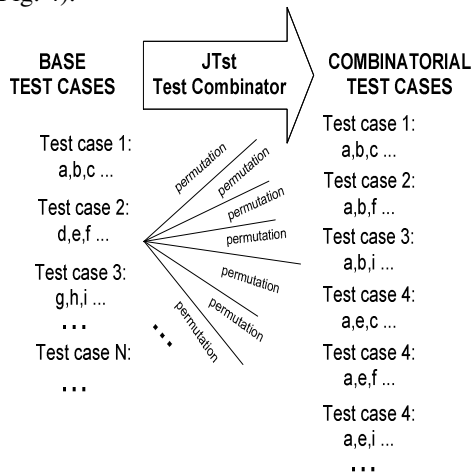 Fig. 4).
BASE
TEST CASES
JTst
Test Combinator
COMBINATORIAL
TEST CASES
Test case 1:
a,b,c ...
Test case 2:
d,e,f ...
Test case 3:
g,h,i ...
...
Test case N:
...
permutation
permutation
permutation
permutation
permutation
permutation
permutation
...
Test case 1:
a,b,c ...
Test case 2:
a,b,f ...
Test case 3:
a,b,i ...
Test case 4:
a,e,c ...
Test case 4:
a,e,f ...
Test case 4:
a,e,i ...
...